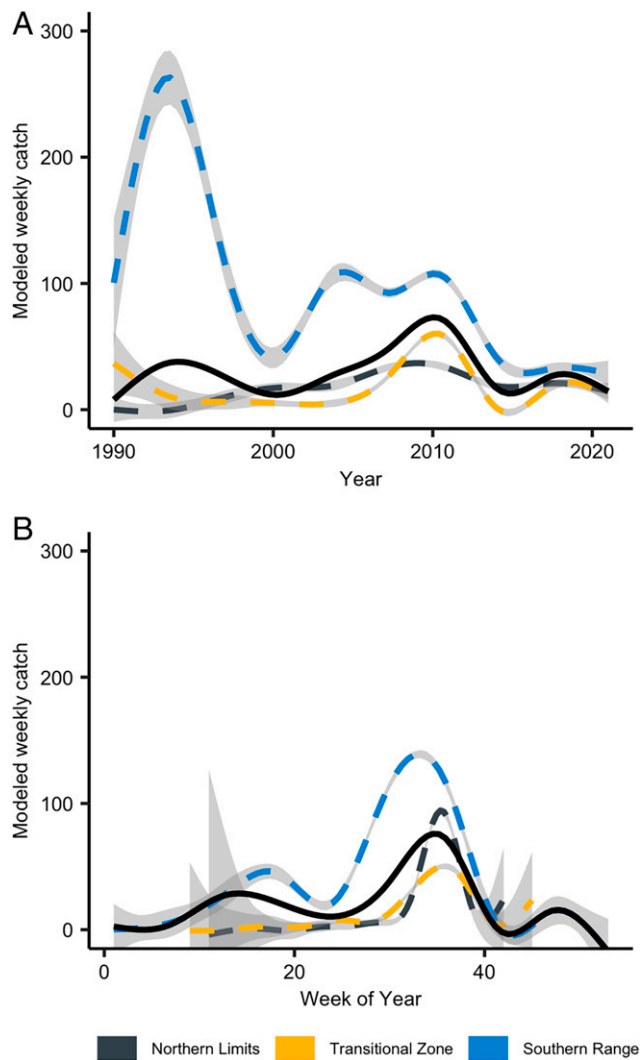 A
300
200
100
0
Modeled weekly catch
1990
2000
2010
2020
Year
B
300
200
100
0
Modeled weekly catch
0
20
40
Week of Year
Northern Limits
Transitional Zone
Southern Range